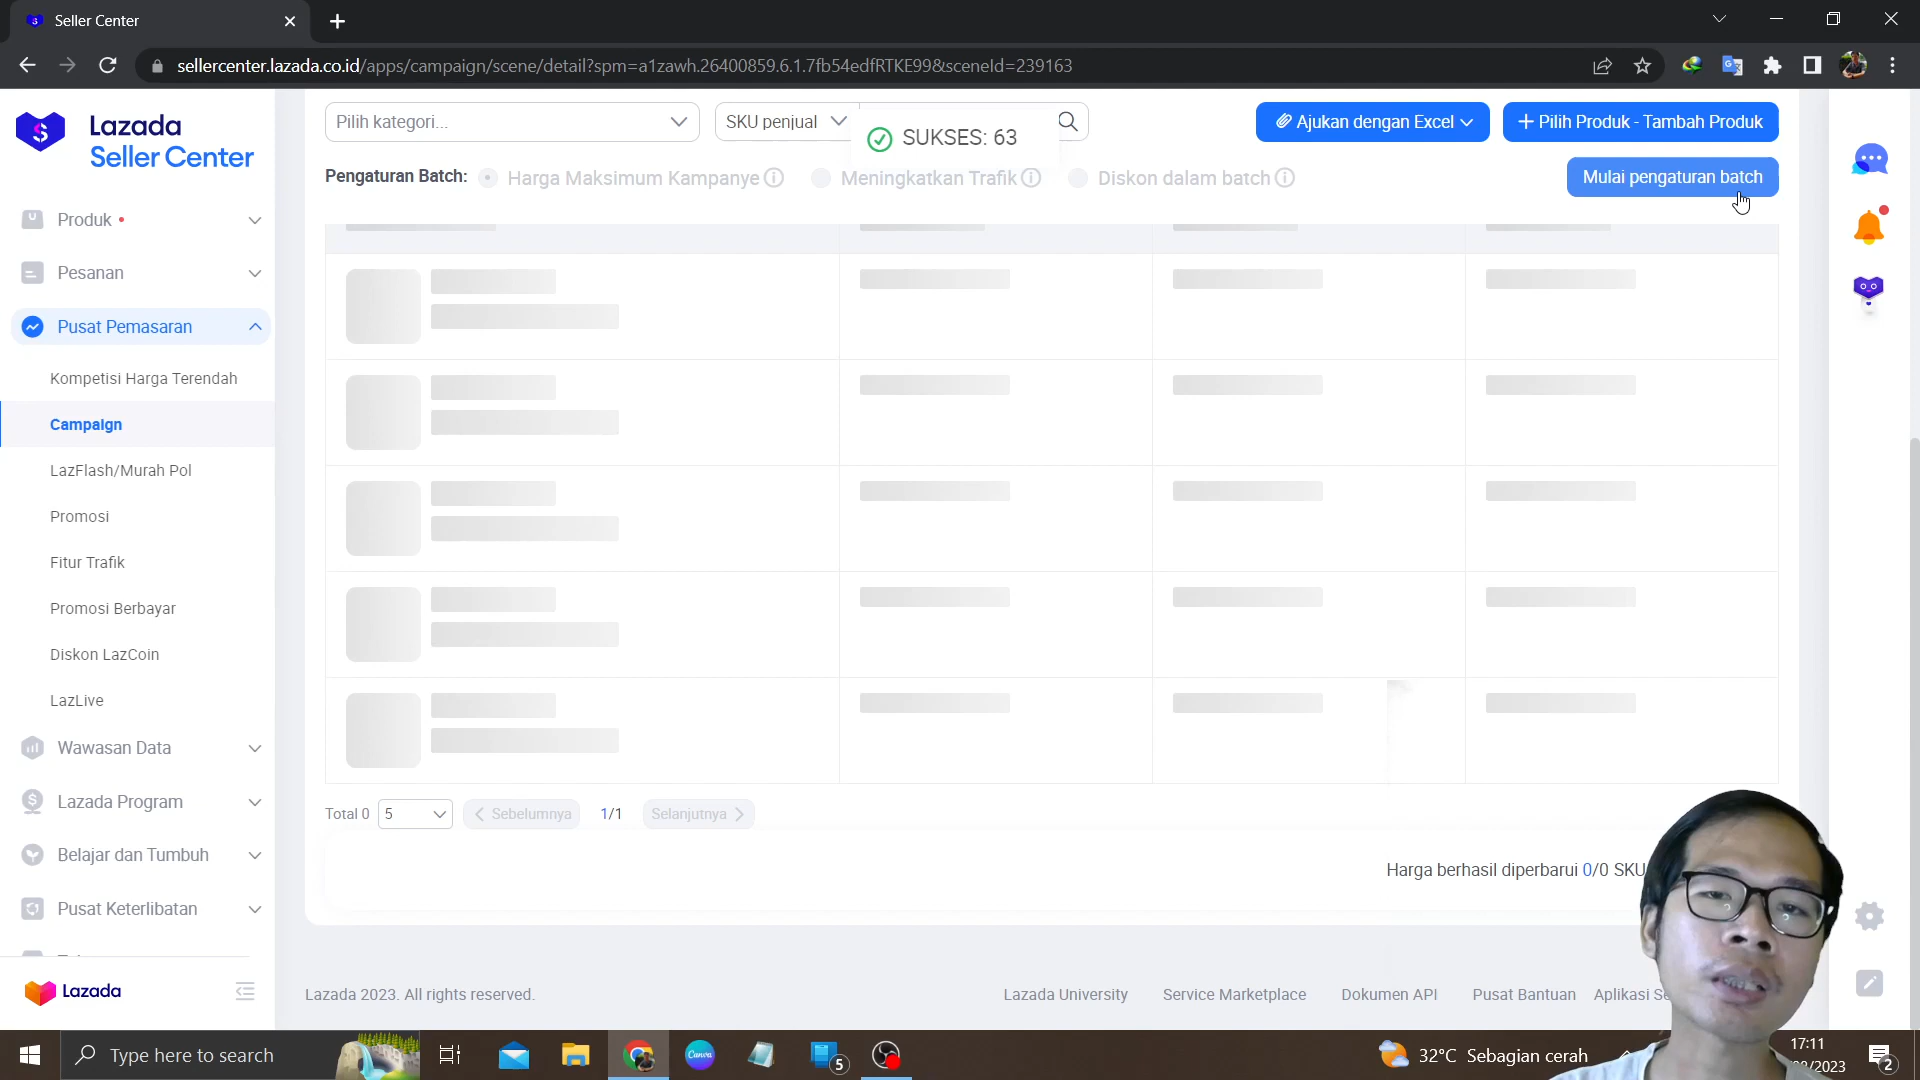 Seller Center
sellercenter.lazada.co.id/apps/campaign/scene/detail?spm=a1zawh.26400859.6.1.7fb54edfRTKE99&sceneId=239163
Lazada
Seller Center
Pilih kategori...
SKU penjual
SUKSES: 63
Ajukan dengan Excel
+ Pilih Produk - Tambah Produk
Pengaturan Batch:
Harga Maksimum Kampanye
Meningkatkan Trafik
Diskon dalam batch
Mulai pengaturan batch
Produk
Pesanan
Pusat Pemasaran
Kompetisi Harga Terendah
Campaign
LazFlash/Murah Pol
Promosi
Fitur Trafik
Promosi Berbayar
Diskon LazCoin
LazLive
Wawasan Data
Lazada Program
Belajar dan Tumbuh
Pusat Keterlibatan
Lazada
Total 0
5
Sebelumnya
1/1
Selanjutnya
Harga berhasil diperbarui 0/0 SKU
Lazada 2023. All rights reserved.
Lazada University
Service Marketplace
Dokumen API
Pusat Bantuan
Aplikasi
Type here to search
Canva
5
32°C Sebagian cerah
17:11
/2023
2